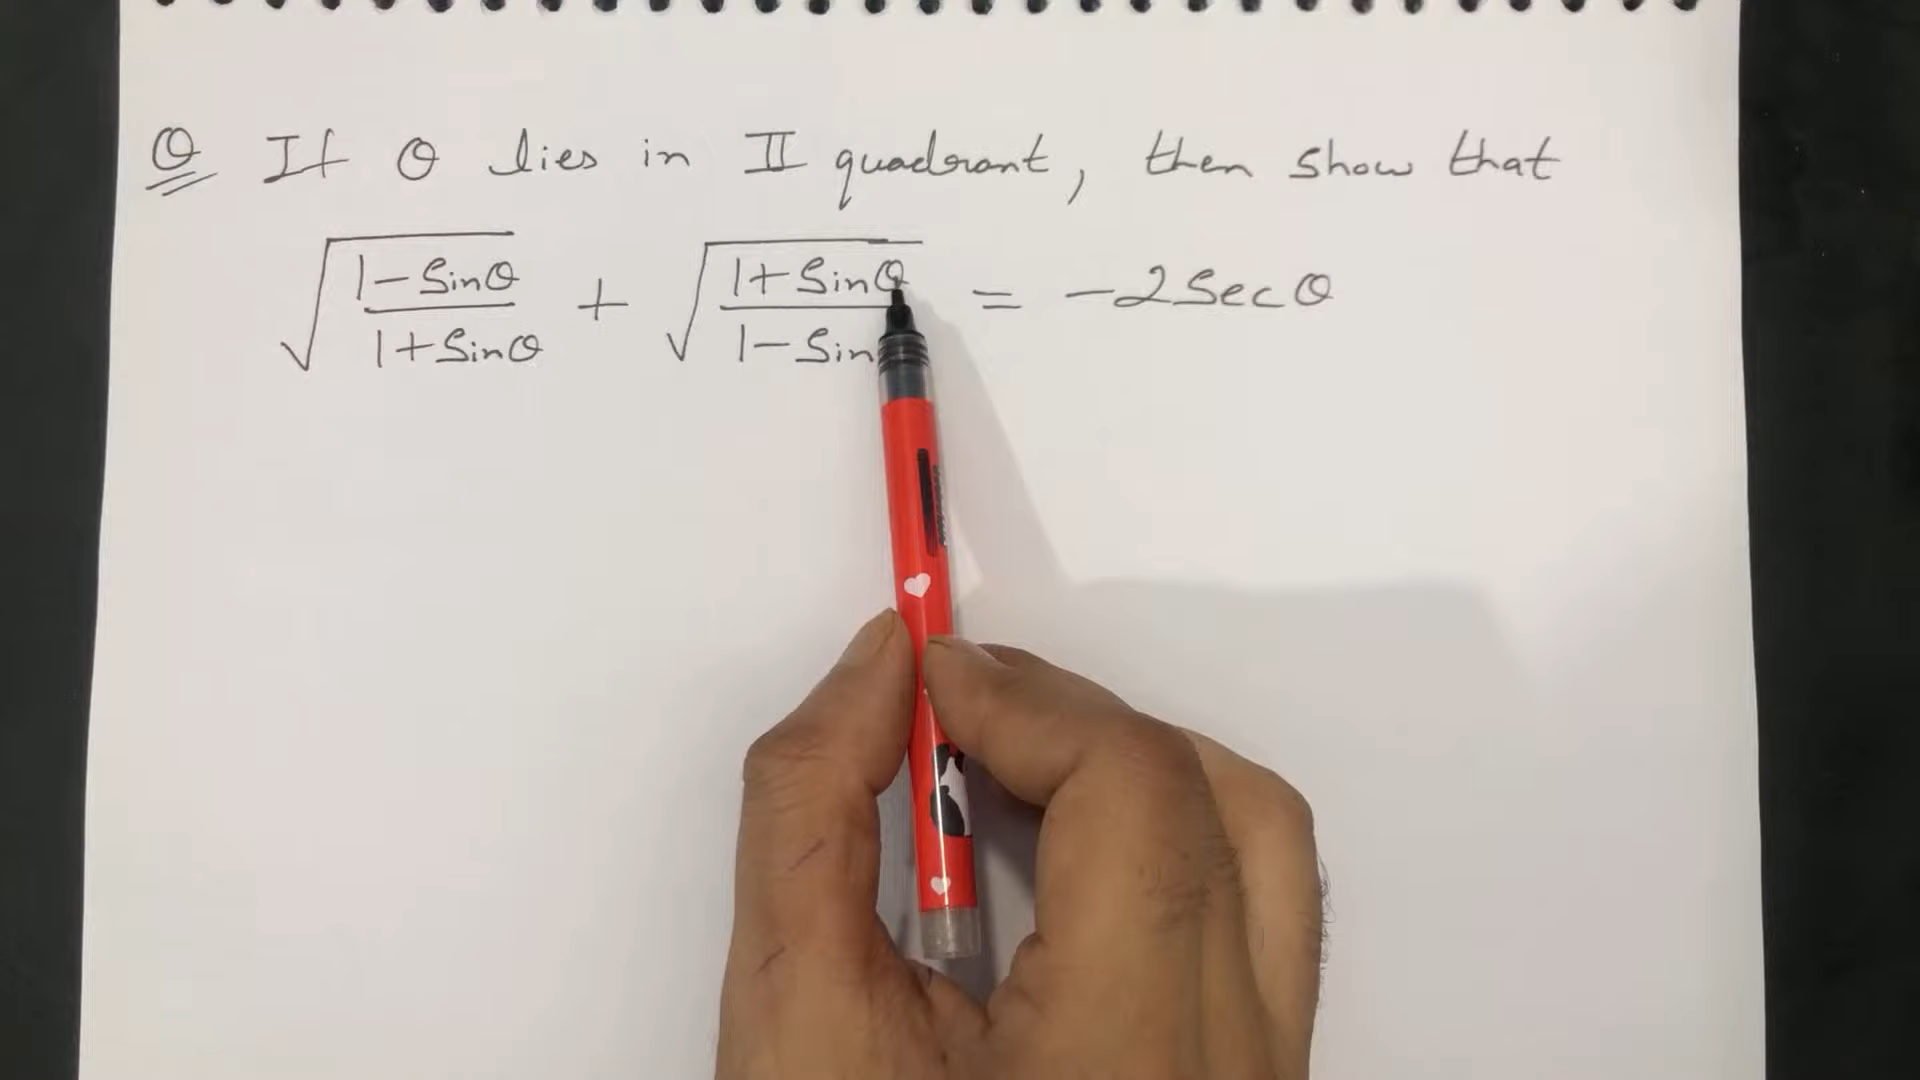 Q If θ lies in II quadrant, then show that
√((1-Sinθ)/(1+Sinθ)) + √((1+Sinθ)/(1-Sin)) = -2Secθ